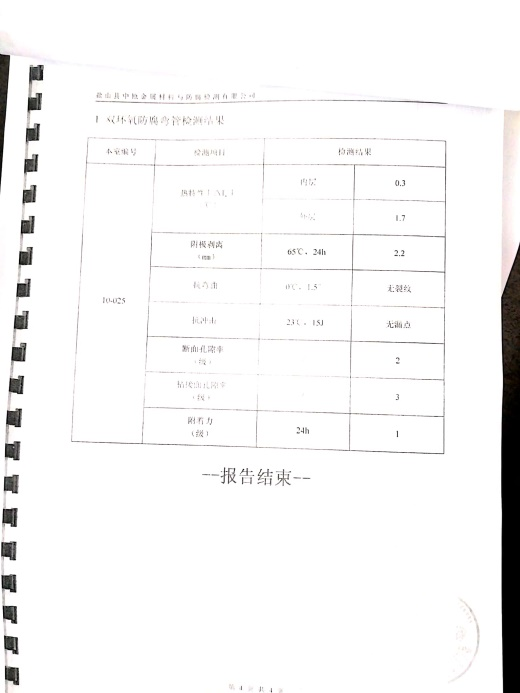 盐山县中恒金属材料与防腐检测有限公司
1 双环氧防腐弯管检测结果
本室编号 检测项目 检测结果
热特性 内层 0.3
外层 1.7
阴极剥离
(mm) 65℃,24h 2.2
抗弯曲 0℃,1.5° 无裂纹
10-025
抗冲击 23℃,15J 无漏点
断面孔隙率
(级) 2
粘接面孔隙率
(级) 3
附着力
(级) 24h 1
--报告结束--
第 4 页 共 4 页